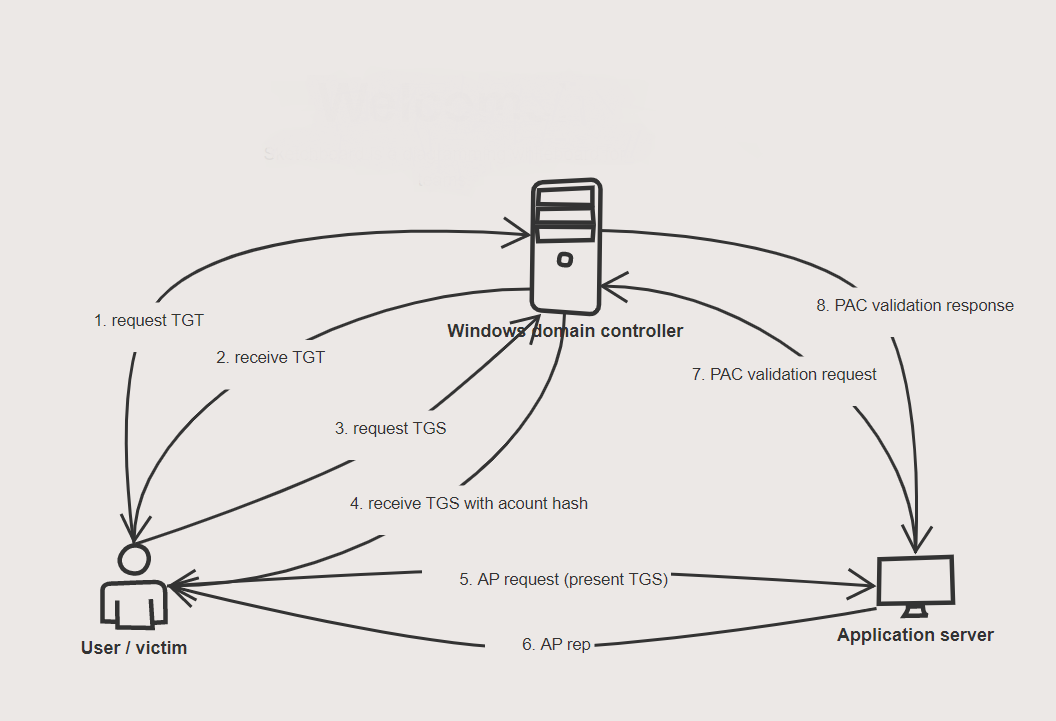 1. request TGT
2. receive TGT
Windows domain controller
3. request TGS
4. receive TGS with acount hash
5. AP request (present TGS)
6. AP rep
7. PAC validation request
8. PAC validation response
User / victim
Application server